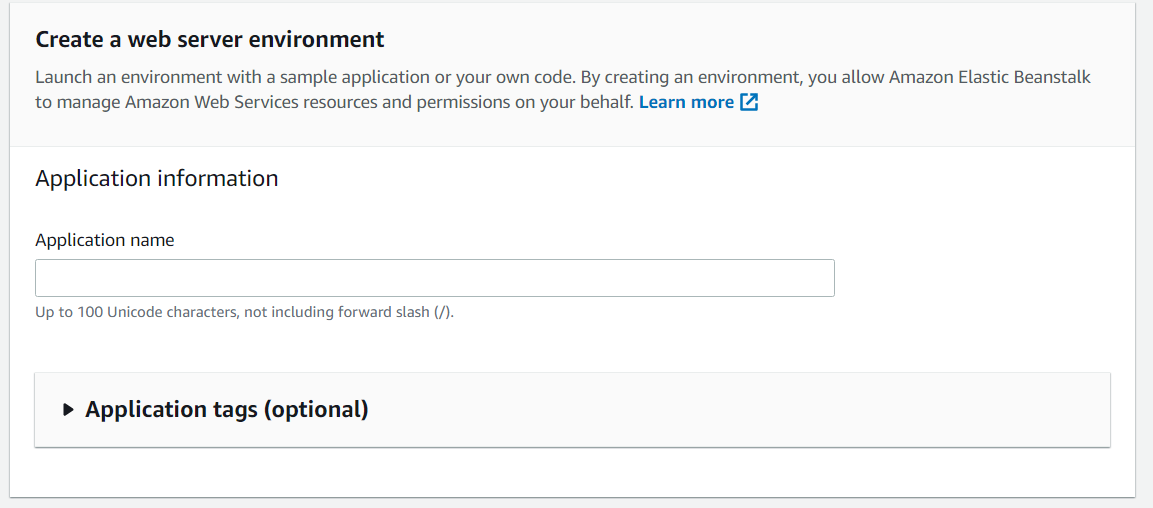 Create a web server environment
Launch an environment with a sample application or your own code. By creating an environment, you allow Amazon Elastic Beanstalk
to manage Amazon Web Services resources and permissions on your behalf. Learn more
Application information
Application name
Up to 100 Unicode characters, not including forward slash (/).
Application tags (optional)